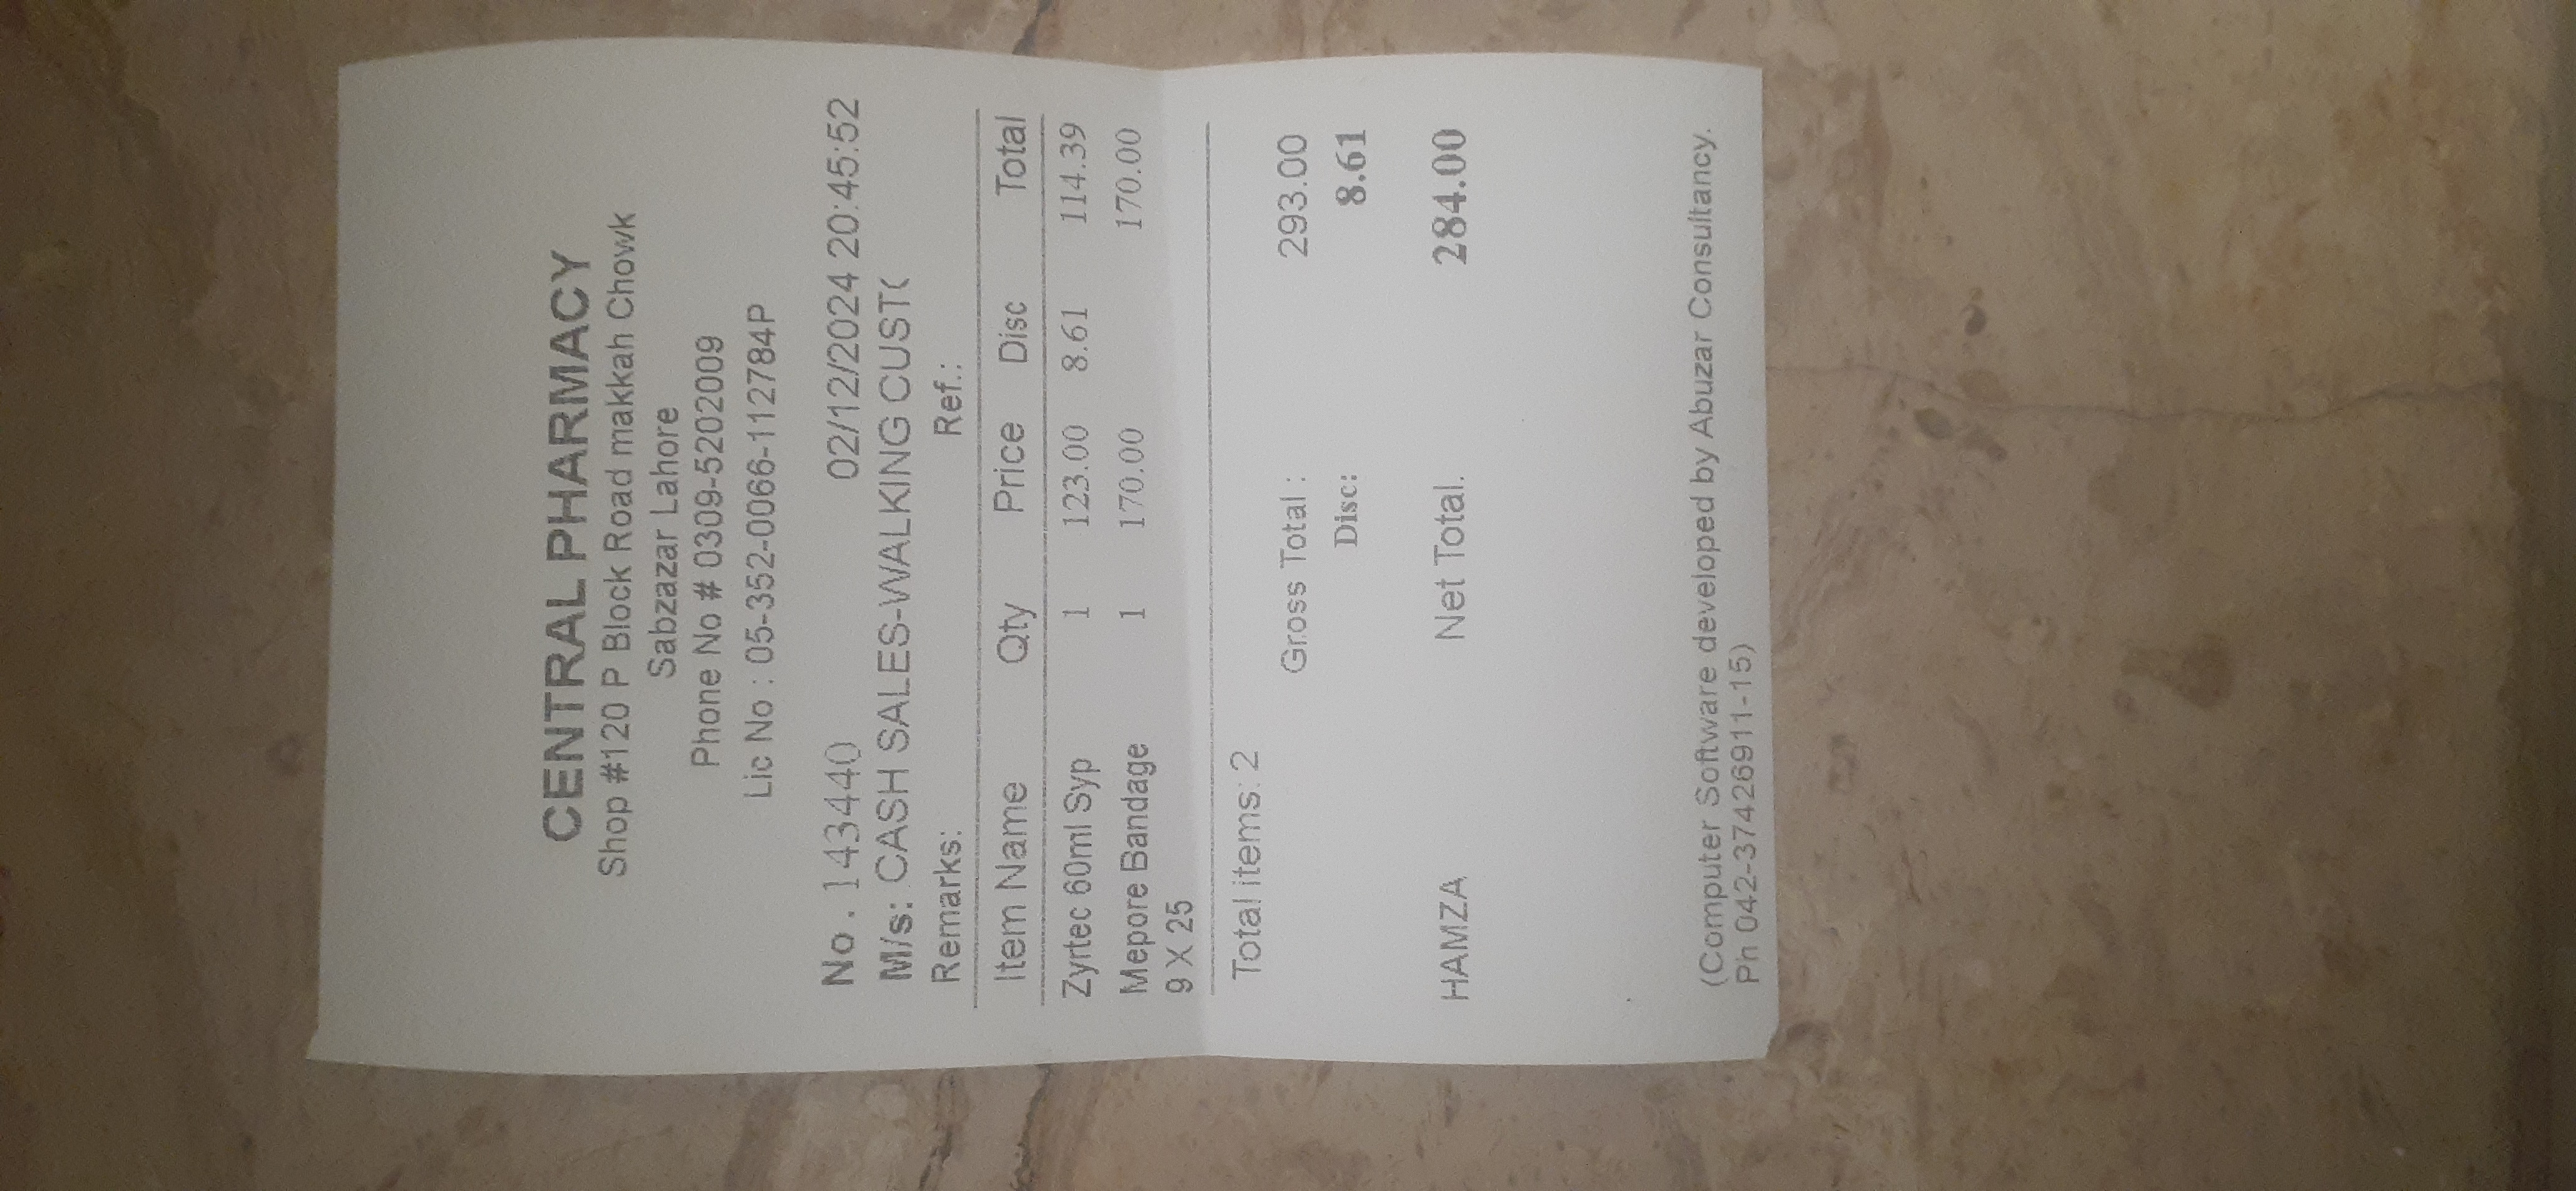 CENTRAL PHARMACY
Shop #120 P Block Road makkah Chowk
Sabzazar Lahore
Phone No # 0309-5202009
Lic No : 05-352-0066-112784P
No . 143440 02/12/2024 20:45:52
M/s: CASH SALES-WALKING CUST
Remarks: Ref.:
Item Name Qty Price Disc Total
Zyrtec 60ml Syp 1 123.00 8.61 114.39
Mepore Bandage 1 170.00 170.00
9 X 25
Total items: 2
Gross Total : 293.00
Disc: 8.61
HAMZA Net Total. 284.00
(Computer Software developed by Abuzar Consultancy.
Ph 042-37426911-15)